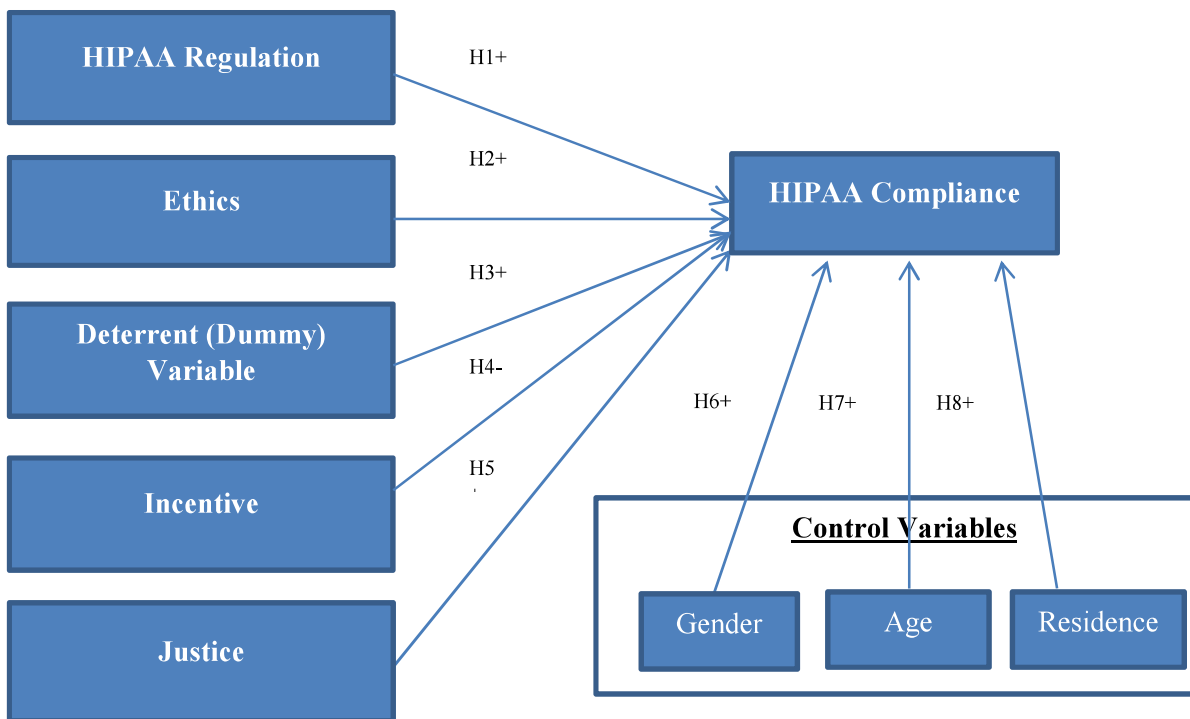 HIPAA Regulation
H1+
H2+
Ethics
HIPAA Compliance
H3+
Deterrent (Dummy)
Variable
H4-
H6+
H7+
H8+
H5
+
Incentive
Control Variables
Gender
Age
Residence
Justice